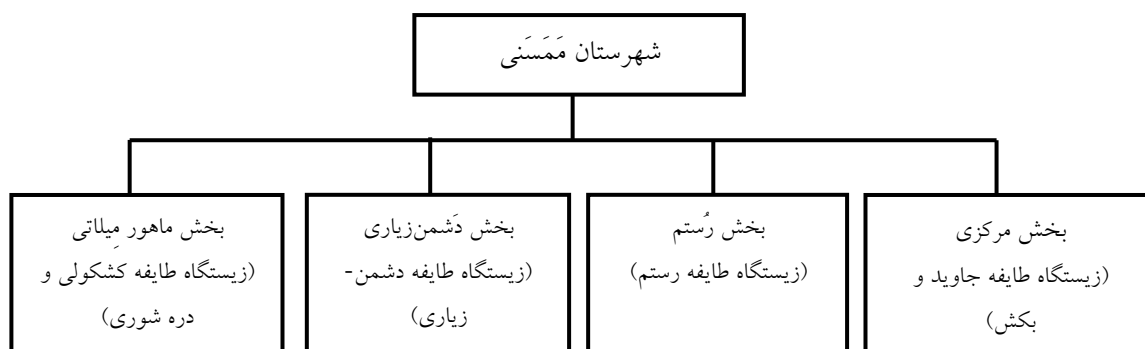 شهرستان مَمَسَنی
بخش مرکزی
(زیستگاه طایفه جاوید و
بکش)
بخش رُستم
(زیستگاه طایفه رستم)
بخش دَشمن‌زیاری
(زیستگاه طایفه دشمن-
زیاری)
بخش ماهور مِیلاتی
(زیستگاه طایفه کشکولی و
دره شوری)